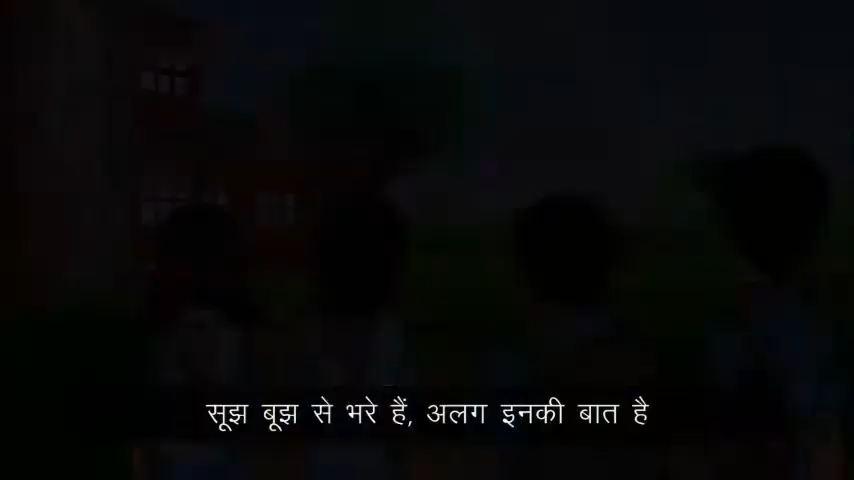 सूझ बूझ से भरे हैं, अलग इनकी बात है